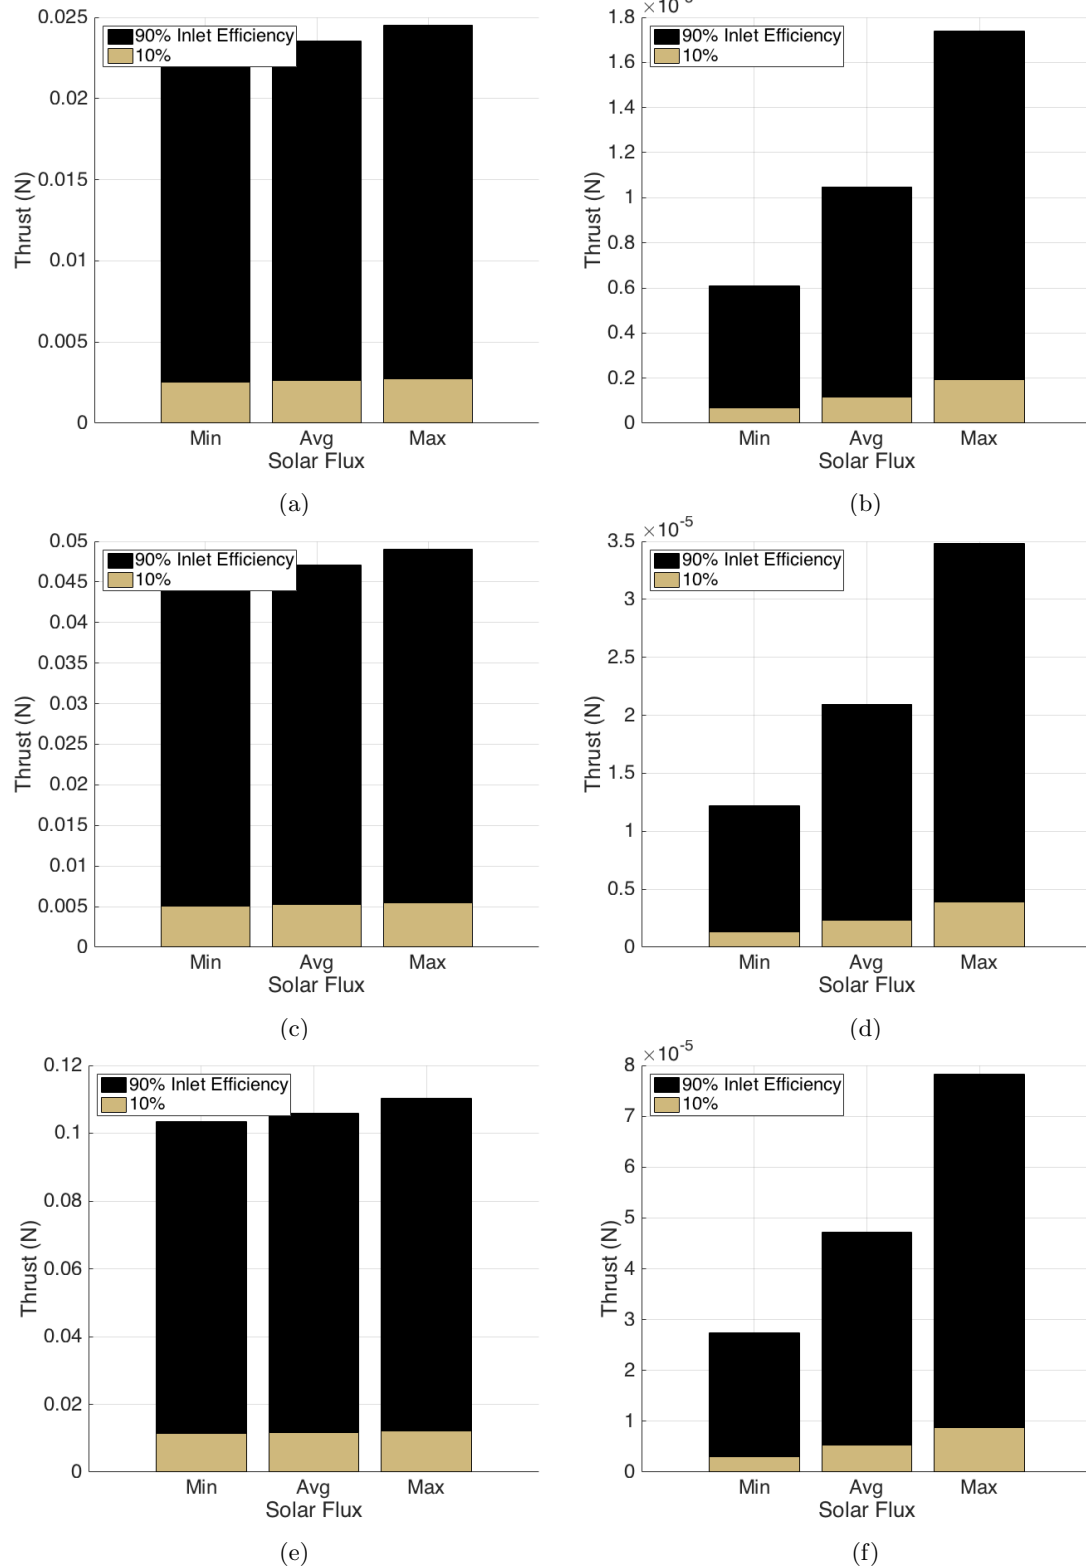 0.025
90% Inlet Efficiency
10%
0.02
0.015
0.01
0.005
0
Thrust (N)
Min Avg Max
Solar Flux
(a)
1.8
90% Inlet Efficiency
10%
1.6
1.4
1.2
1
0.8
0.6
0.4
0.2
0
Thrust (N)
Min Avg Max
Solar Flux
(b)
0.05
90% Inlet Efficiency
10%
0.045
0.04
0.035
0.03
0.025
0.02
0.015
0.01
0.005
0
Thrust (N)
Min Avg Max
Solar Flux
(c)
×10⁻⁵
3.5
90% Inlet Efficiency
10%
3
2.5
2
1.5
1
0.5
0
Thrust (N)
Min Avg Max
Solar Flux
(d)
0.12
90% Inlet Efficiency
10%
0.1
0.08
0.06
0.04
0.02
0
Thrust (N)
Min Avg Max
Solar Flux
(e)
×10⁻⁵
8
90% Inlet Efficiency
10%
7
6
5
4
3
2
1
0
Thrust (N)
Min Avg Max
Solar Flux
(f)